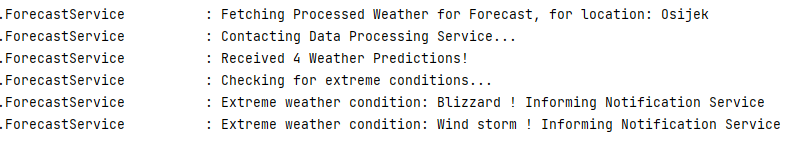 .ForecastService : Fetching Processed Weather for Forecast, for location: Osijek
.ForecastService : Contacting Data Processing Service...
.ForecastService : Received 4 Weather Predictions!
.ForecastService : Checking for extreme conditions...
.ForecastService : Extreme weather condition: Blizzard ! Informing Notification Service
.ForecastService : Extreme weather condition: Wind storm ! Informing Notification Service